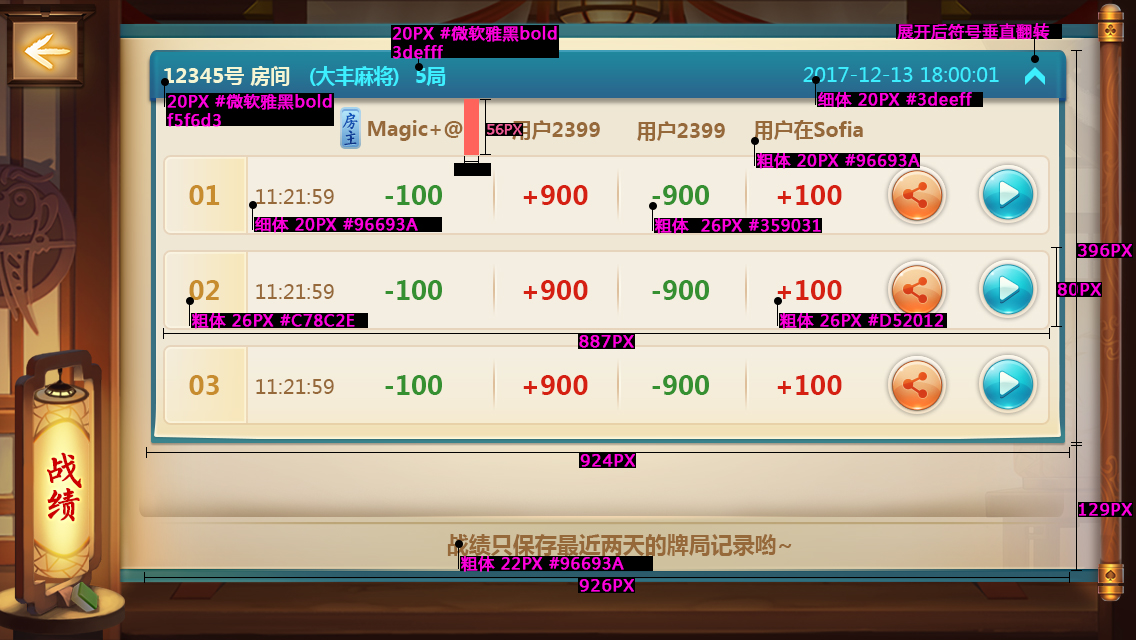 20PX #微软雅黑bold
3defff
展开后符号垂直翻转
12345号 房间 (大丰麻将) 5局
2017-12-13 18:00:01
20PX #微软雅黑bold
f5f6d3
细体 20PX #3deeff
房主
Magic+@
56PX
用户2399
用户2399
用户在Sofia
粗体 20PX #96693A
01
11:21:59
-100
+900
-900
+100
细体 20PX #96693A
粗体 26PX #359031
396PX
02
11:21:59
-100
+900
-900
+100
80PX
粗体 26PX #C78C2E
粗体 26PX #D52012
887PX
03
11:21:59
-100
+900
-900
+100
战绩
924PX
129PX
战绩只保存最近两天的牌局记录哟~
粗体 22PX #96693A
926PX